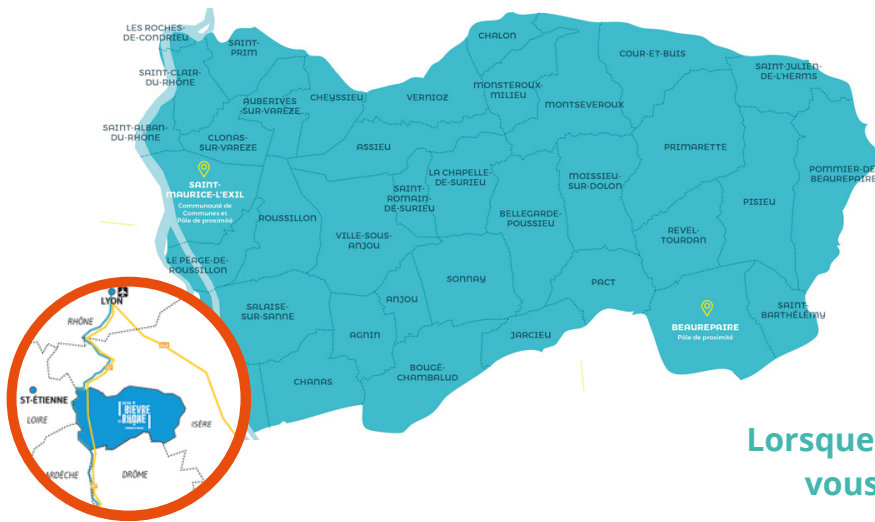 LES ROCHES-
DE-CONDRIEU
SAINT-
PRIM
CHALON
COUR-ET-BUIS
SAINT-JULIEN-
DE-L'HERMS
SAINT-CLAIR-
DU-RHÔNE
AUBERIVES
SUR-VARÈZE
CHEYSSIEU
VERNIOZ
MONSTEROUX-
MILIEU
MONTSEVEROUX
SAINT-ALBAN-
DU-RHÔNE
CLONAS-
SUR-VAREZE
ASSIEU
PRIMARETTE
SAINT-
MAURICE-L'EXIL
Communauté de
Communes et
Pôle de proximité
LA CHAPELLE-
DE-SURIEU
MOISSIEU-
SUR-DOLON
POMMIER-DE-
BEAUREPAIRE
SAINT-
ROMAIN-
DE-SURIEU
PISIEU
ROUSSILLON
BELLEGARDE-
POUSSIEU
VILLE-SOUS-
ANJOU
REVEL-
TOURDAN
LE PÉAGE-DE-
ROUSSILLON
SONNAY
PACT
SALAISE-
SUR-SANNE
ANJOU
SAINT-
BARTHÉLÉMY
BEAUREPAIRE
Pôle de proximité
AGNIN
JARCIEU
BOUGÉ-
CHAMBALUD
CHANAS
LYON
RHÔNE
ST-ÉTIENNE
LOIRE
BIEVRE
RHÔNE
ISÈRE
ARDÈCHE
DRÔME
Lorsque
vous